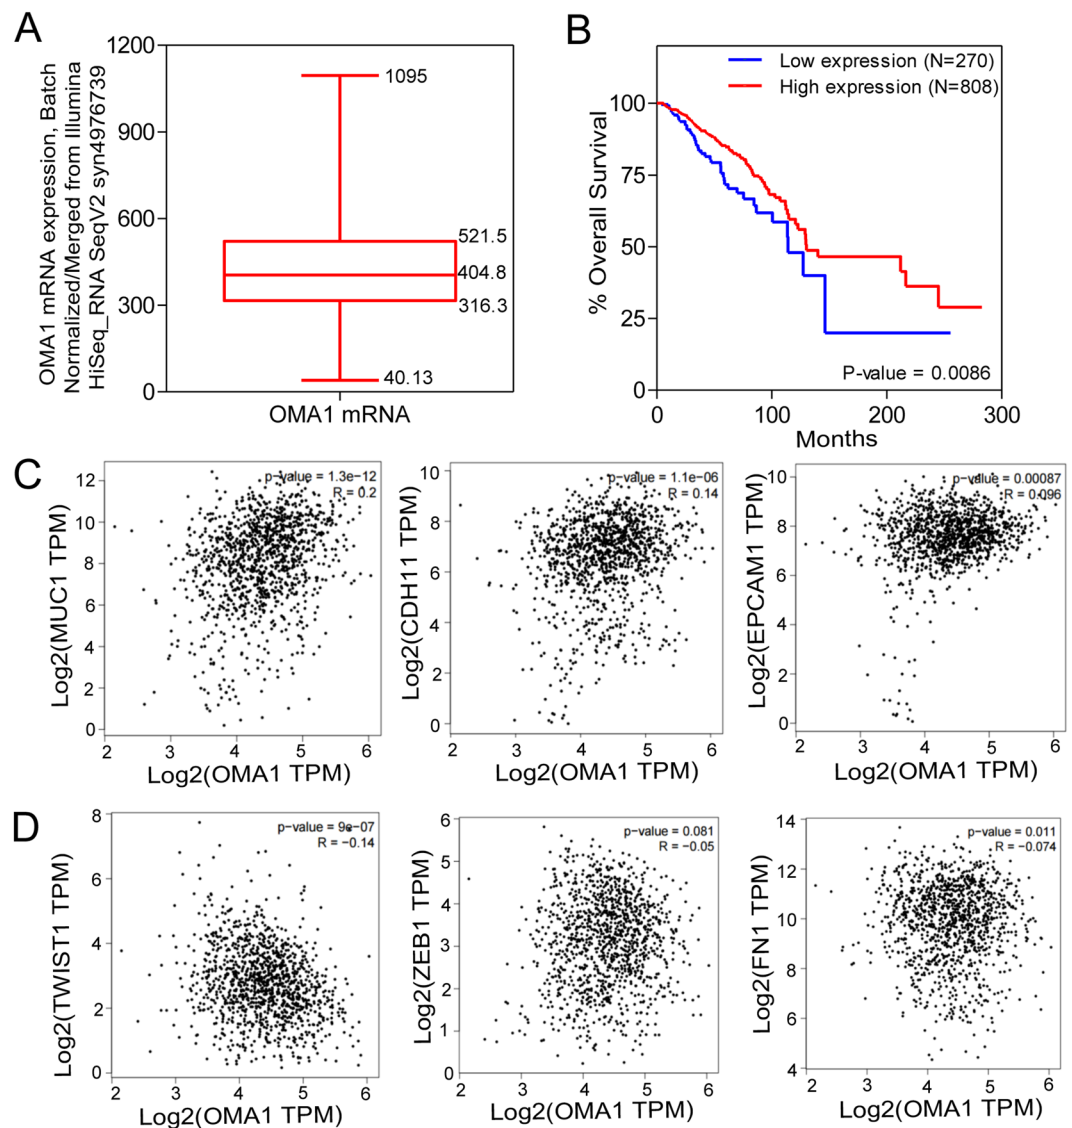 A
OMA1 mRNA expression, Batch
Normalized/Merged from Illumina
HiSeq_RNA SeqV2 syn4976739
1200
900
600
300
0
1095
521.5
404.8
316.3
40.13
OMA1 mRNA
B
% Overall Survival
100
75
50
25
0
Low expression (N=270)
High expression (N=808)
P-value = 0.0086
0 100 200 300
Months
C
Log2(MUC1 TPM)
12
10
8
6
4
2
0
p-value = 1.3e-12
R = 0.2
2 3 4 5 6
Log2(OMA1 TPM)
Log2(CDH11 TPM)
10
8
6
4
2
0
p-value = 1.1e-06
R = 0.14
2 3 4 5 6
Log2(OMA1 TPM)
Log2(EPCAM1 TPM)
10
8
6
4
2
0
p-value = 0.00087
R = 0.096
2 3 4 5 6
Log2(OMA1 TPM)
D
Log2(TWIST1 TPM)
8
6
4
2
0
p-value = 9e-07
R = −0.14
2 3 4 5 6
Log2(OMA1 TPM)
Log2(ZEB1 TPM)
6
5
4
3
2
1
0
p-value = 0.081
R = −0.05
2 3 4 5 6
Log2(OMA1 TPM)
Log2(FN1 TPM)
14
12
10
8
6
4
p-value = 0.011
R = −0.074
2 3 4 5 6
Log2(OMA1 TPM)